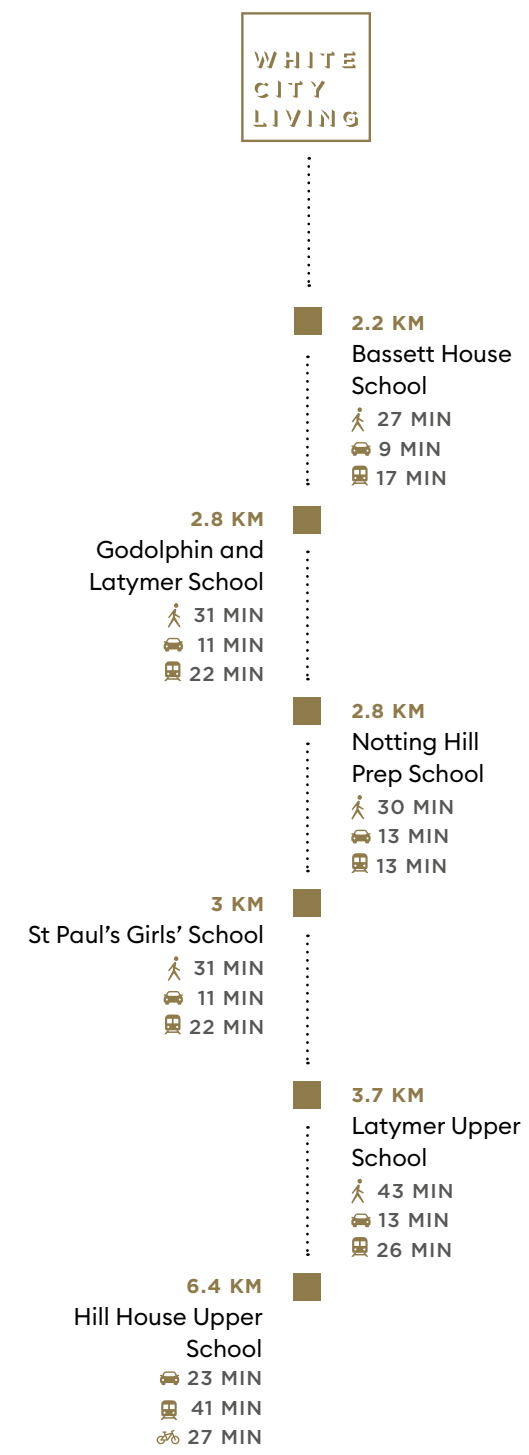 WHITE
CITY
LIVING
2.2 KM
Bassett House
School
27 MIN
9 MIN
17 MIN
2.8 KM
Godolphin and
Latymer School
31 MIN
11 MIN
22 MIN
2.8 KM
Notting Hill
Prep School
30 MIN
13 MIN
13 MIN
3 KM
St Paul’s Girls’ School
31 MIN
11 MIN
22 MIN
3.7 KM
Latymer Upper
School
43 MIN
13 MIN
26 MIN
6.4 KM
Hill House Upper
School
23 MIN
41 MIN
27 MIN